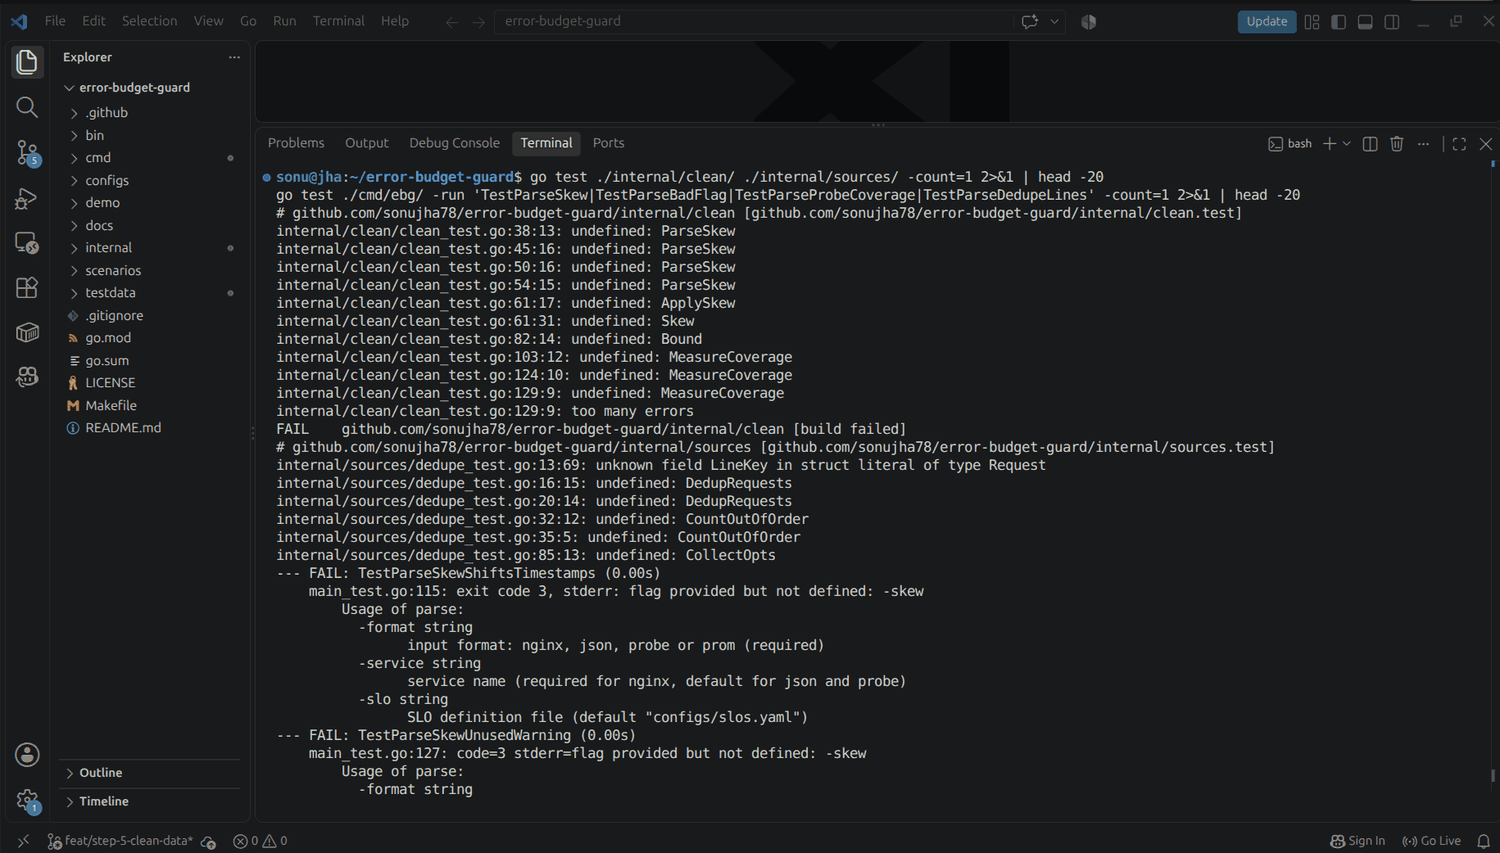 File Edit Selection View Go Run Terminal Help
error-budget-guard
Update
Explorer
error-budget-guard
.github
bin
cmd
configs
demo
docs
internal
scenarios
testdata
.gitignore
go.mod
go.sum
LICENSE
Makefile
README.md
Outline
Timeline
5
1
Problems Output Debug Console Terminal Ports
bash
sonu@jha:~/error-budget-guard$ go test ./internal/clean/ ./internal/sources/ -count=1 2>&1 | head -20
go test ./cmd/ebg/ -run 'TestParseSkew|TestParseBadFlag|TestParseProbeCoverage|TestParseDedupeLines' -count=1 2>&1 | head -20
# github.com/sonujha78/error-budget-guard/internal/clean [github.com/sonujha78/error-budget-guard/internal/clean.test]
internal/clean/clean_test.go:38:13: undefined: ParseSkew
internal/clean/clean_test.go:45:16: undefined: ParseSkew
internal/clean/clean_test.go:50:16: undefined: ParseSkew
internal/clean/clean_test.go:54:15: undefined: ParseSkew
internal/clean/clean_test.go:61:17: undefined: ApplySkew
internal/clean/clean_test.go:61:31: undefined: Skew
internal/clean/clean_test.go:82:14: undefined: Bound
internal/clean/clean_test.go:103:12: undefined: MeasureCoverage
internal/clean/clean_test.go:124:10: undefined: MeasureCoverage
internal/clean/clean_test.go:129:9: undefined: MeasureCoverage
internal/clean/clean_test.go:129:9: too many errors
FAIL github.com/sonujha78/error-budget-guard/internal/clean [build failed]
# github.com/sonujha78/error-budget-guard/internal/sources [github.com/sonujha78/error-budget-guard/internal/sources.test]
internal/sources/dedupe_test.go:13:69: unknown field LineKey in struct literal of type Request
internal/sources/dedupe_test.go:16:15: undefined: DedupRequests
internal/sources/dedupe_test.go:20:14: undefined: DedupRequests
internal/sources/dedupe_test.go:32:12: undefined: CountOutOfOrder
internal/sources/dedupe_test.go:35:5: undefined: CountOutOfOrder
internal/sources/dedupe_test.go:85:13: undefined: CollectOpts
--- FAIL: TestParseSkewShiftsTimestamps (0.00s)
main_test.go:115: exit code 3, stderr: flag provided but not defined: -skew
Usage of parse:
-format string
input format: nginx, json, probe or prom (required)
-service string
service name (required for nginx, default for json and probe)
-slo string
SLO definition file (default "configs/slos.yaml")
--- FAIL: TestParseSkewUnusedWarning (0.00s)
main_test.go:127: code=3 stderr=flag provided but not defined: -skew
Usage of parse:
-format string
feat/step-5-clean-data* 0 0 Sign In Go Live